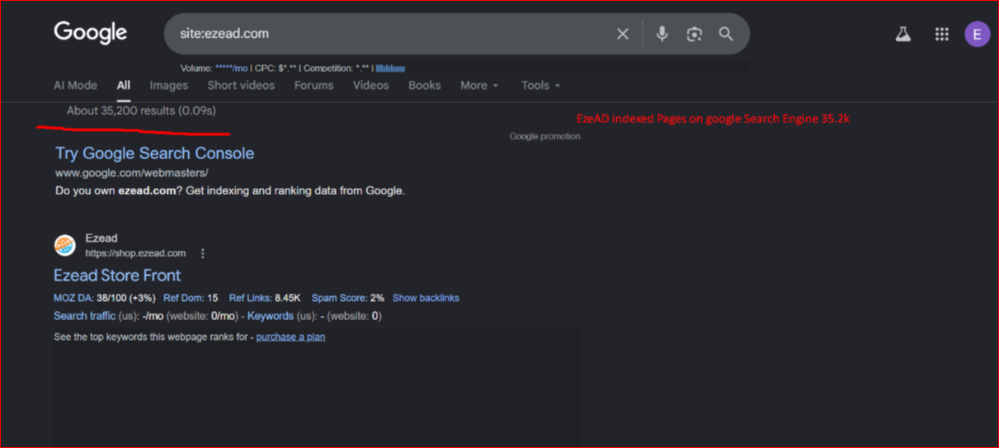 Google
site:ezead.com
E
Volume: *****/mo | CPC: $*.** | Competition: *.** |
AI Mode All Images Short videos Forums Videos Books More Tools
About 35,200 results (0.09s)
EzeAD indexed Pages on google Search Engine 35.2k
Google promotion
Try Google Search Console
www.google.com/webmasters/
Do you own ezead.com? Get indexing and ranking data from Google.
Ezead
https://shop.ezead.com
Ezead Store Front
MOZ DA: 38/100 (+3%) Ref Dom: 15 Ref Links: 8.45K Spam Score: 2% Show backlinks
Search traffic (us): -/mo (website: 0/mo) - Keywords (us): - (website: 0)
See the top keywords this webpage ranks for - purchase a plan